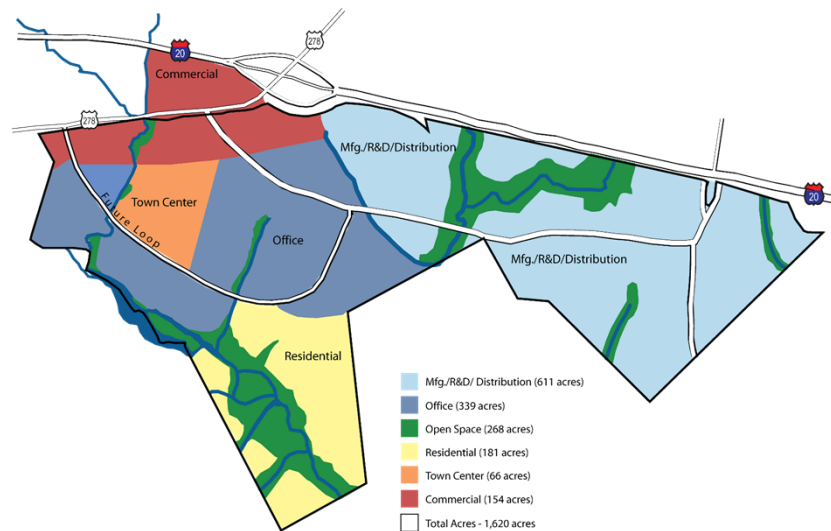 278
20
Commercial
278
Mfg./R&D/Distribution
Town Center
Future Loop
20
Office
Mfg./R&D/Distribution
Residential
Mfg./R&D/ Distribution (611 acres)
Office (339 acres)
Open Space (268 acres)
Residential (181 acres)
Town Center (66 acres)
Commercial (154 acres)
Total Acres - 1,620 acres